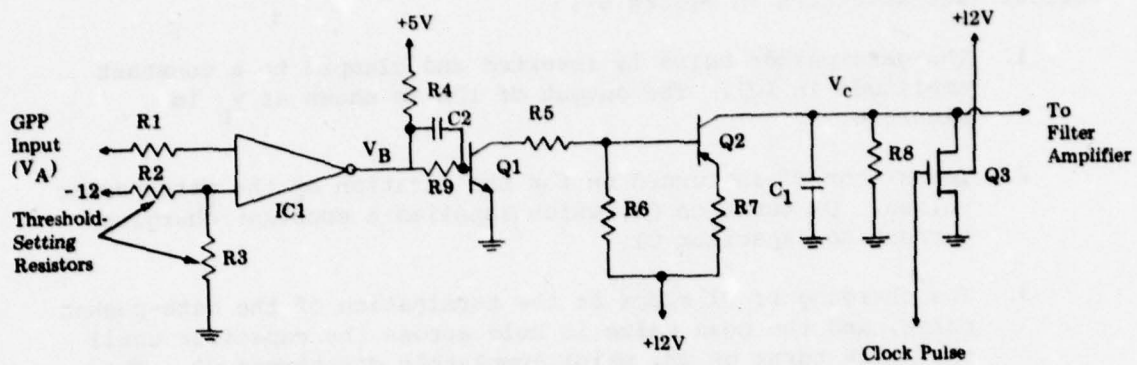 +5V
+12V
R4
C2
V_B
R9
Q1
R5
Q2
V_C
To
Filter
Amplifier
GPP
Input
(V_A)
R1
R2
-12
IC1
Threshold-
Setting
Resistors
R3
R6
R7
C_1
R8
Q3
+12V
Clock Pulse